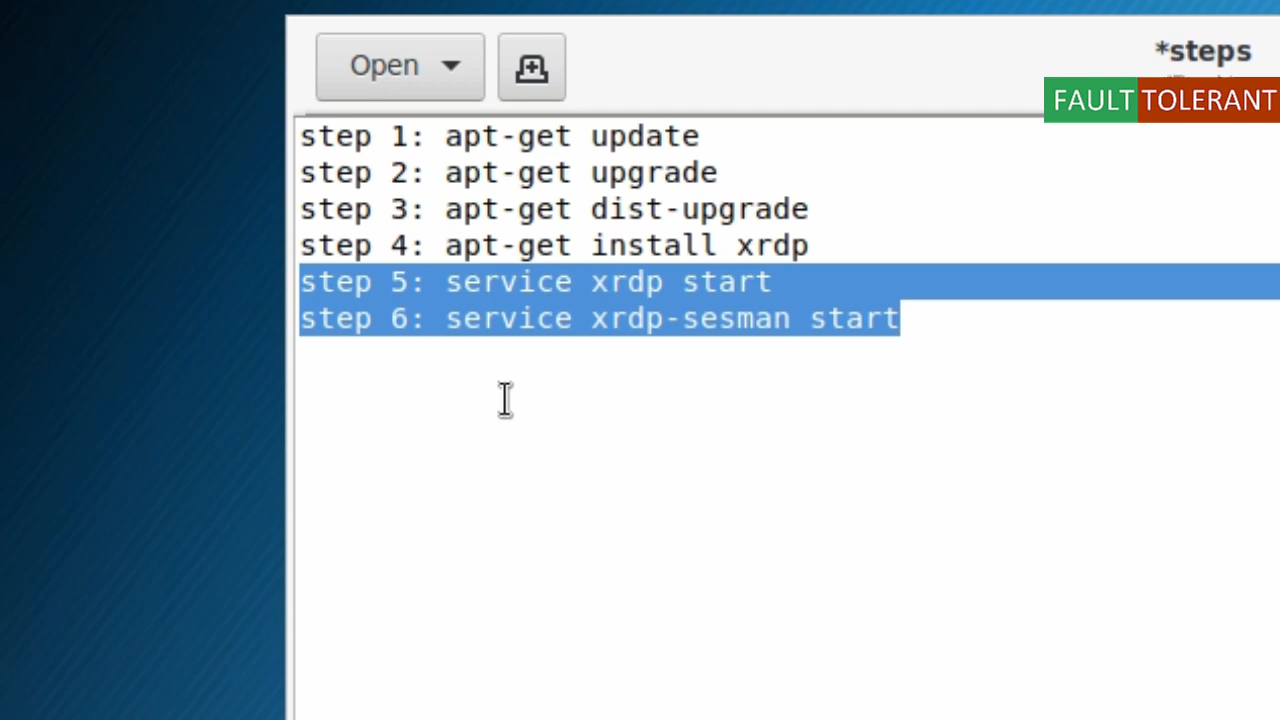 Open
*steps
FAULT TOLERANT
step 1: apt-get update
step 2: apt-get upgrade
step 3: apt-get dist-upgrade
step 4: apt-get install xrdp
step 5: service xrdp start
step 6: service xrdp-sesman start